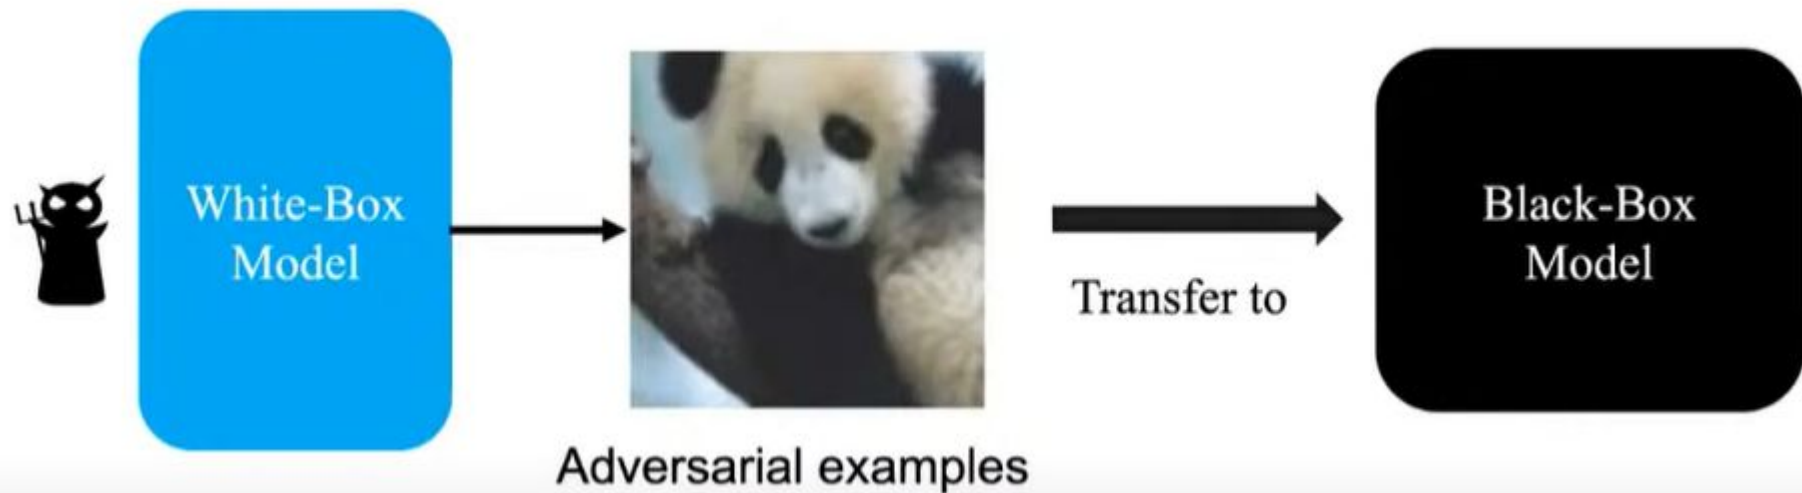 White-Box
Model
Adversarial examples
Transfer to
Black-Box
Model